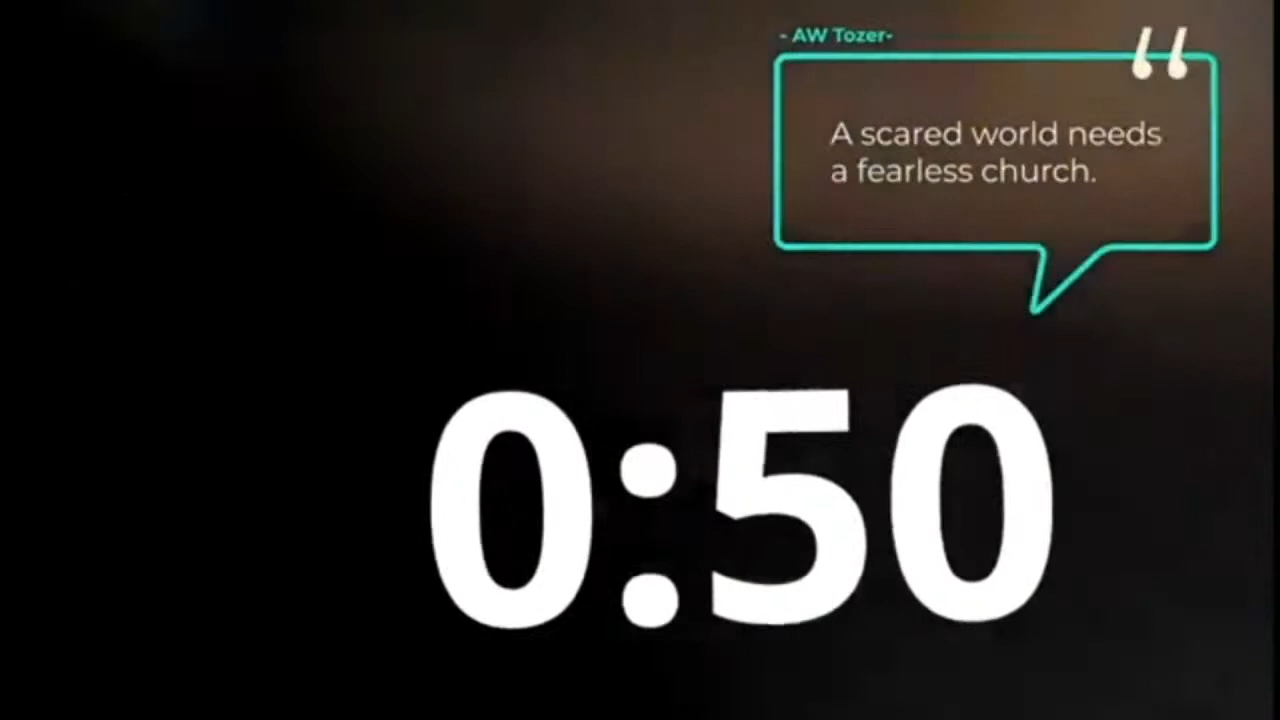 - AW Tozer-
“
A scared world needs
a fearless church.
0:50